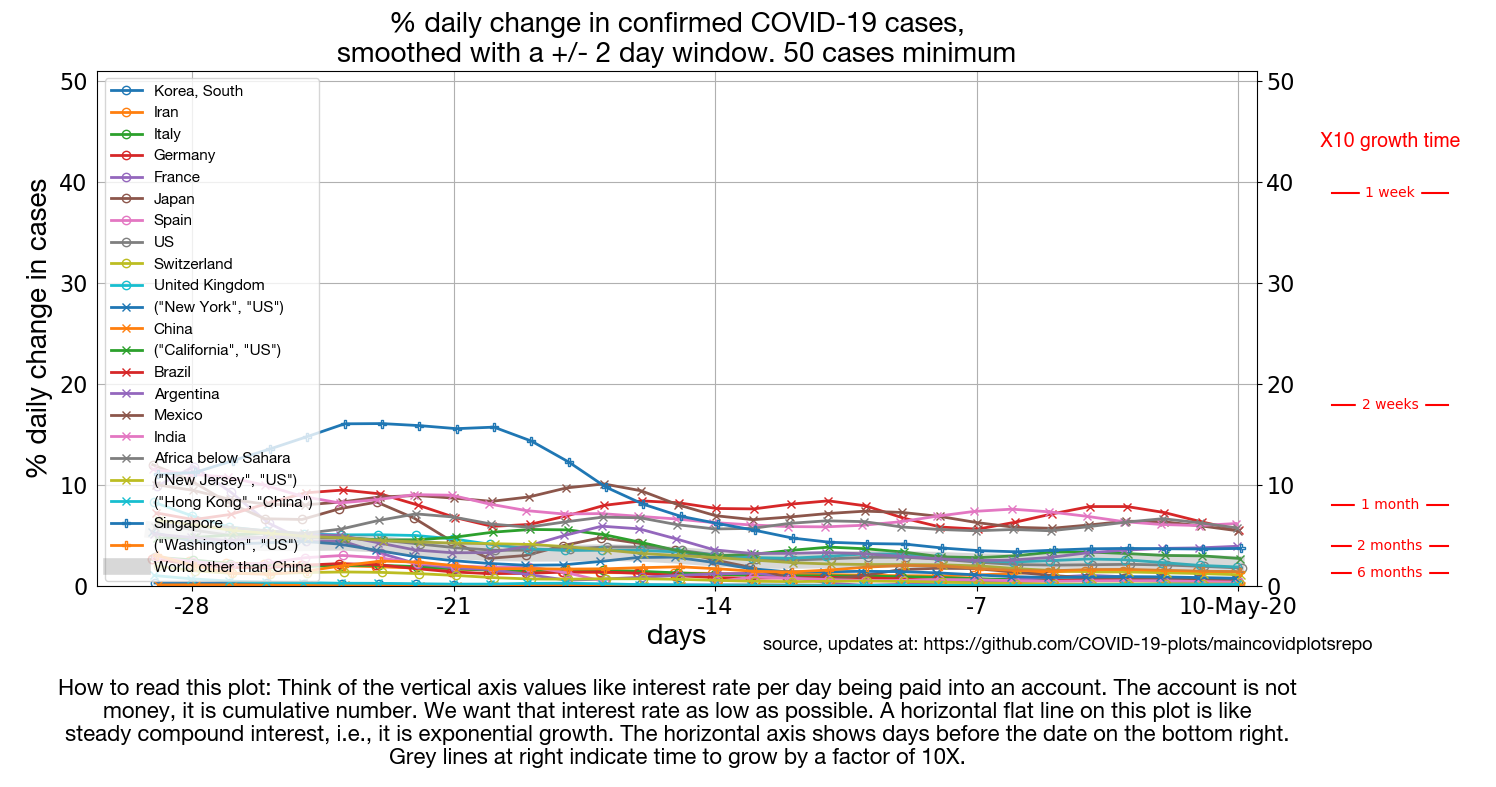 % daily change in confirmed COVID-19 cases,
smoothed with a +/- 2 day window. 50 cases minimum
% daily change in cases
50
40
30
20
10
0
Korea, South
Iran
Italy
Germany
France
Japan
Spain
US
Switzerland
United Kingdom
("New York", "US")
China
("California", "US")
Brazil
Argentina
Mexico
India
Africa below Sahara
("New Jersey", "US")
("Hong Kong", "China")
Singapore
("Washington", "US")
World other than China
50
40
30
20
10
0
X10 growth time
1 week
2 weeks
1 month
2 months
6 months
-28
-21
-14
-7
10-May-20
days
source, updates at: https://github.com/COVID-19-plots/maincovidplotsrepo
How to read this plot: Think of the vertical axis values like interest rate per day being paid into an account. The account is not
money, it is cumulative number. We want that interest rate as low as possible. A horizontal flat line on this plot is like
steady compound interest, i.e., it is exponential growth. The horizontal axis shows days before the date on the bottom right.
Grey lines at right indicate time to grow by a factor of 10X.